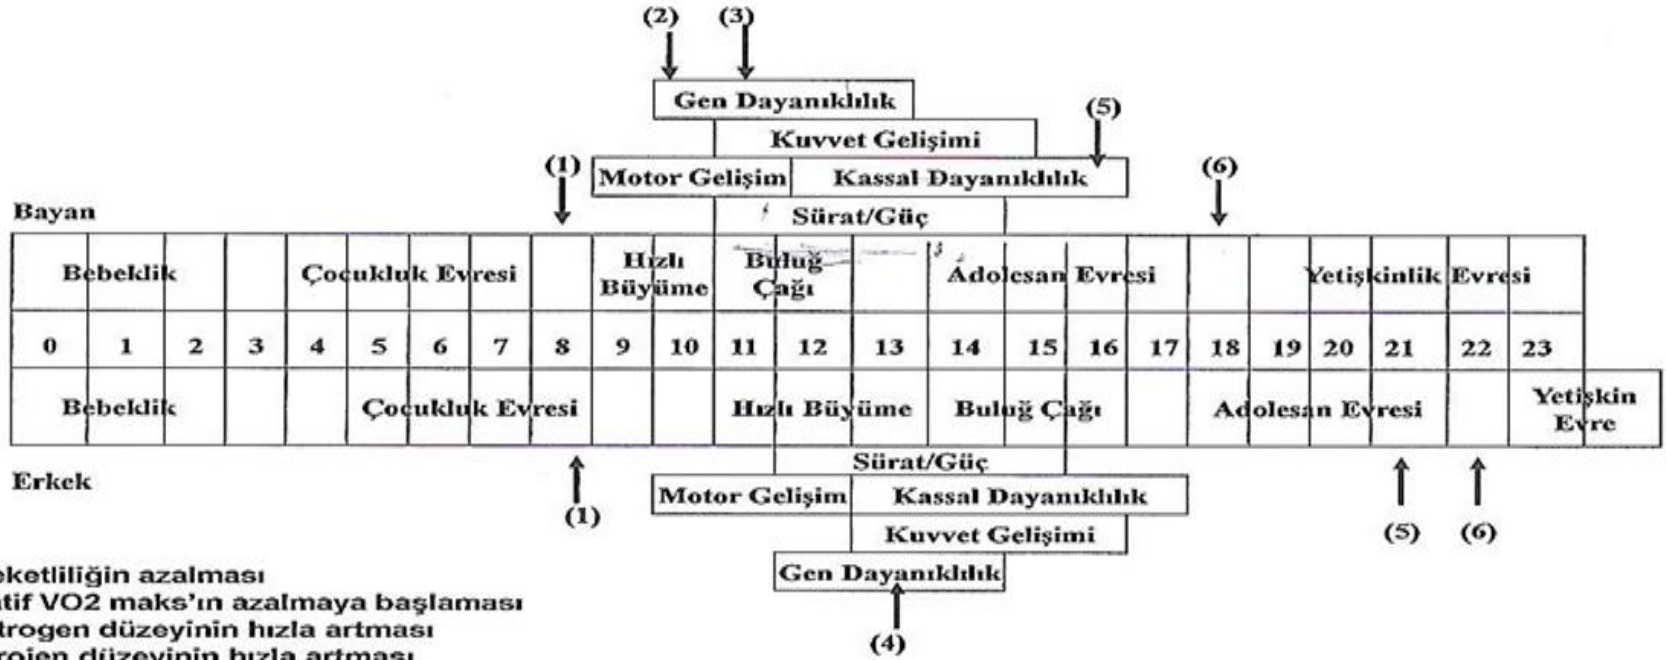 (2) (3)
Gen Dayanıklılık
(5)
Kuvvet Gelişimi
(1)
Motor Gelişim Kassal Dayanıklılık
(6)
Bayan
Sürat/Güç
Bebeklik Çocukluk Evresi Hızlı Büyüme Buluğ Çağı Adolesan Evresi Yetişkinlik Evresi
0 1 2 3 4 5 6 7 8 9 10 11 12 13 14 15 16 17 18 19 20 21 22 23
Bebeklik Çocukluk Evresi Hızlı Büyüme Buluğ Çağı Adolesan Evresi Yetişkin Evre
Erkek
Sürat/Güç
Motor Gelişim Kassal Dayanıklılık
(1)
Kuvvet Gelişimi
(5) (6)
Gen Dayanıklılık
(4)
eketliliğin azalması
atif VO2 maks'ın azalmaya başlaması
trogen düzeyinin hızla artması
rojen düzeyinin hızla artması